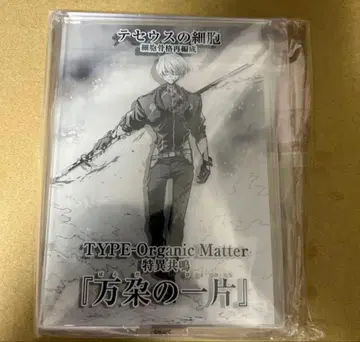 テセウスの細胞
細胞骨格再編成
TYPE-Organic Matter
特異共鳴
『万朶の一片』